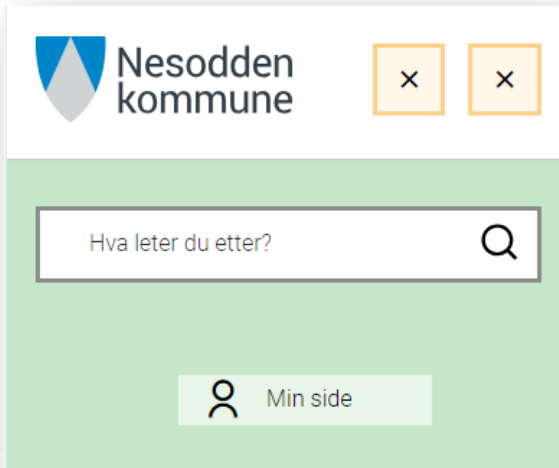 Nesodden
kommune
Hva leter du etter?
Min side